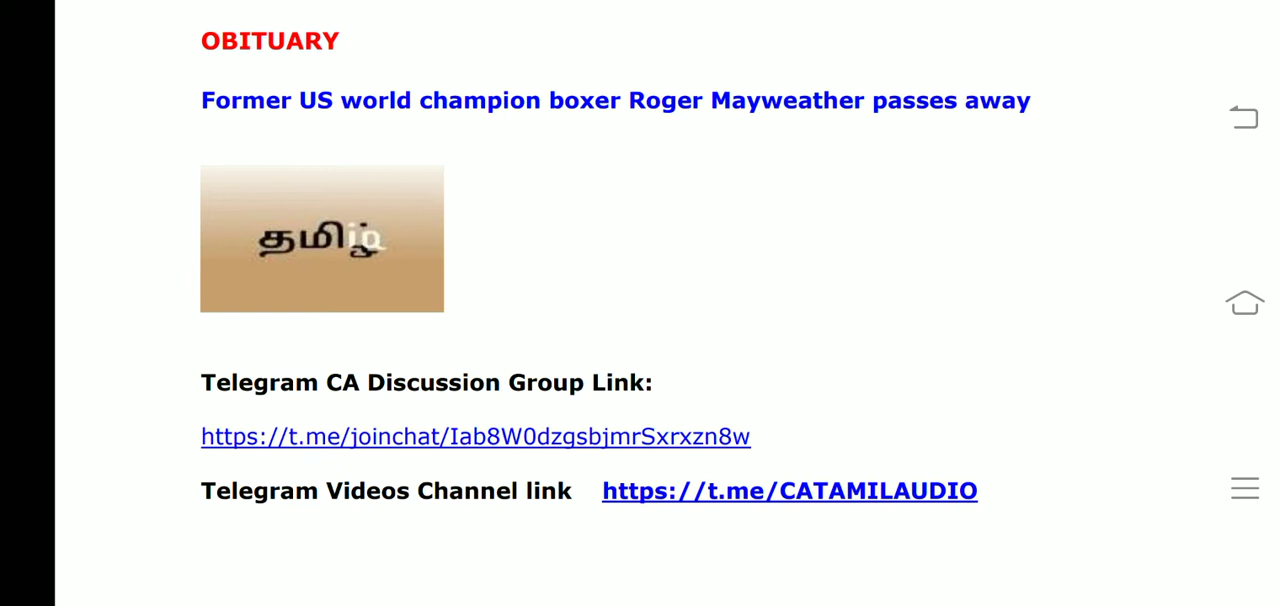 OBITUARY
Former US world champion boxer Roger Mayweather passes away
தமிழ்
Telegram CA Discussion Group Link:
https://t.me/joinchat/Iab8W0dzgsbjmrSxrxzn8w
Telegram Videos Channel link https://t.me/CATAMILAUDIO